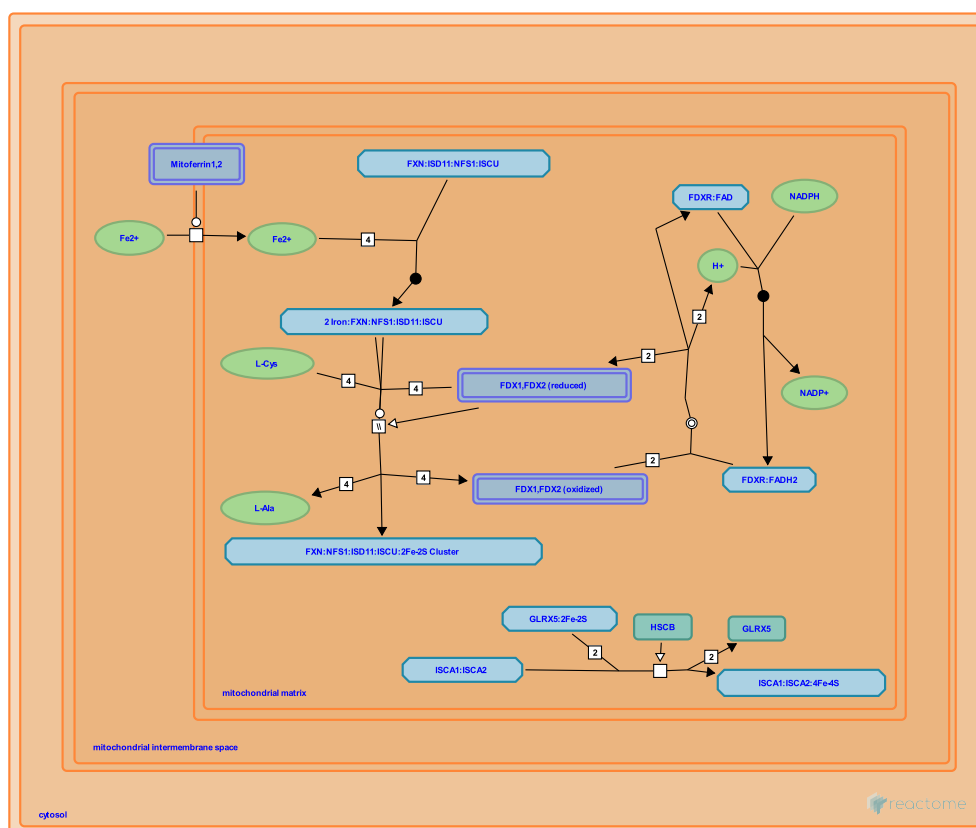 Mitoferrin1,2
FXN:ISD11:NFS1:ISCU
FDXR:FAD
NADPH
Fe2+
Fe2+
4
H+
2
2 Iron:FXN:NFS1:ISD11:ISCU
2
L-Cys
4
4
FDX1,FDX2 (reduced)
NADP+
\\
2
4
4
FDX1,FDX2 (oxidized)
FDXR:FADH2
L-Ala
FXN:NFS1:ISD11:ISCU:2Fe-2S Cluster
GLRX5:2Fe-2S
HSCB
GLRX5
2
2
ISCA1:ISCA2
ISCA1:ISCA2:4Fe-4S
mitochondrial matrix
mitochondrial intermembrane space
cytosol
reactome